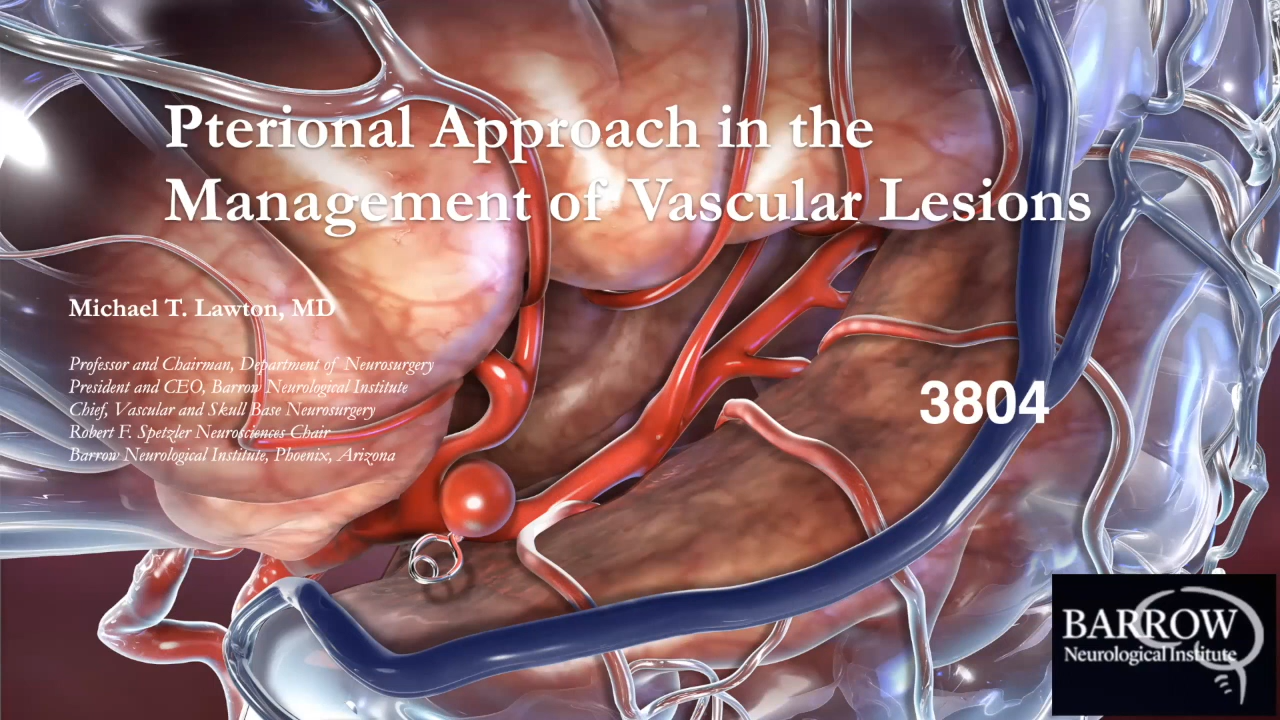 Pterional Approach in the
Management of Vascular Lesions
Michael T. Lawton, MD
Professor and Chairman, Department of Neurosurgery
President and CEO, Barrow Neurological Institute
Chief, Vascular and Skull Base Neurosurgery
Robert F. Spetzler Neurosciences Chair
Barrow Neurological Institute, Phoenix, Arizona
3804
BARROW
Neurological Institute